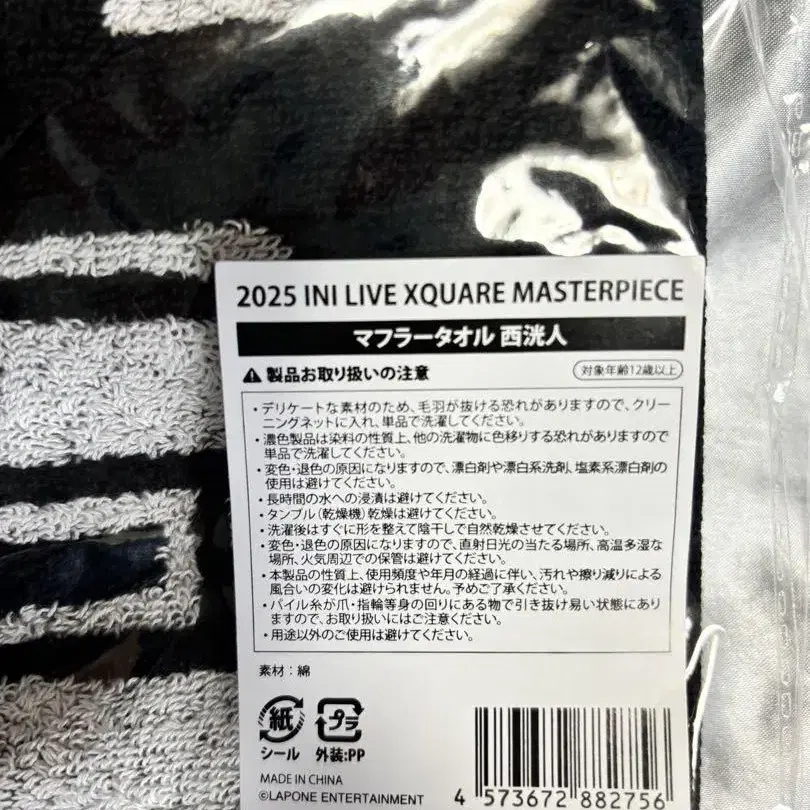 2025 INI LIVE XQUARE MASTERPIECE
マフラータオル 西洸人
製品お取り扱いの注意
対象年齢12歳以上
・デリケートな素材のため、毛羽が抜ける恐れがありますので、クリー
ニングネットに入れ、単品で洗濯してください。
・濃色製品は染料の性質上、他の洗濯物に色移りする恐れがありますので
単品で洗濯してください。
・変色・退色の原因になりますので、漂白剤や漂白系洗剤、塩素系漂白剤の
使用は避けてください。
・長時間の水への浸漬は避けてください。
・タンブル(乾燥機)乾燥は避けてください。
・洗濯後はすぐに形を整えて陰干しで自然乾燥させてください。
・変色・退色の原因になりますので、直射日光の当たる場所、高温多湿な
場所、火気周辺での保管は避けてください。
・本製品の性質上、使用頻度や年月の経過に伴い、汚れや擦り減りによる
風合いの変化は避けられません。予めご了承ください。
・パイル糸が爪・指輪等身の回りにある物で引き抜け易い状態にあり
ますので、お取り扱いにはご注意ください。
・用途以外のご使用は避けてください。
素材:綿
紙
プラ
シール
外装:PP
MADE IN CHINA
©LAPONE ENTERTAINMENT
4 573672 882756